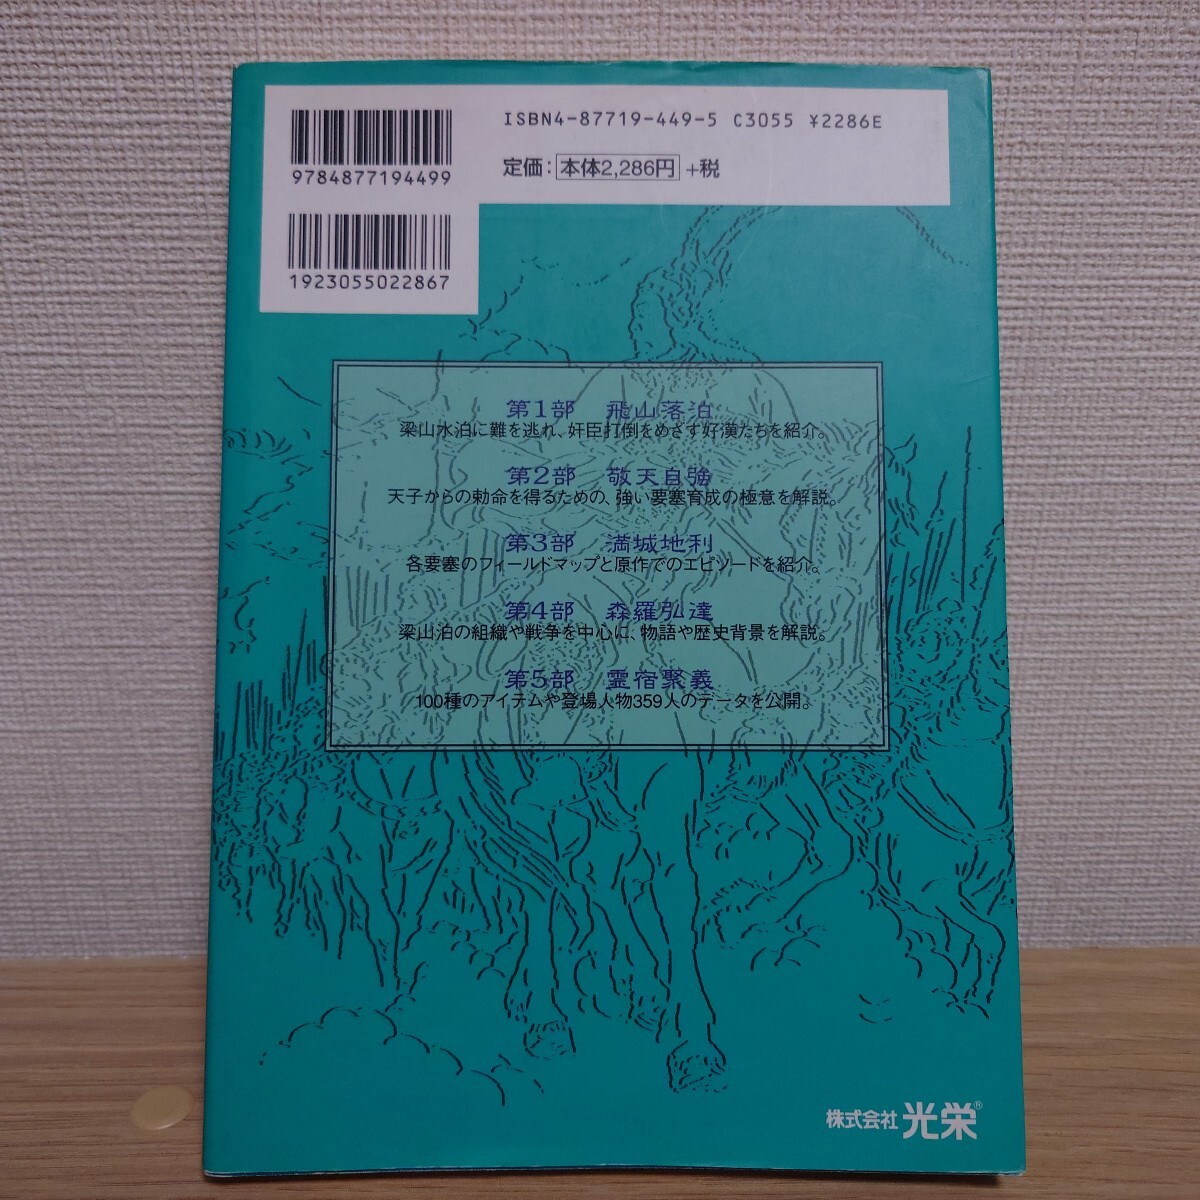 ISBN4-87719-449-5 C3055 ¥2286E
9784877194499
定価：本体2,286円+税
1923055022867
第1部 飛山落泊
梁山水泊に難を逃れ、奸臣打倒をめざす好漢たちを紹介。
第2部 敬天自強
天子からの勅命を得るための、強い要塞育成の極意を解説。
第3部 満城地利
各要塞のフィールドマップと原作でのエピソードを紹介。
第4部 森羅弘達
梁山泊の組織や戦争を中心に、物語や歴史背景を解説。
第5部 霊宿聚義
100種のアイテムや登場人物359人のデータを公開。
株式会社 光栄®